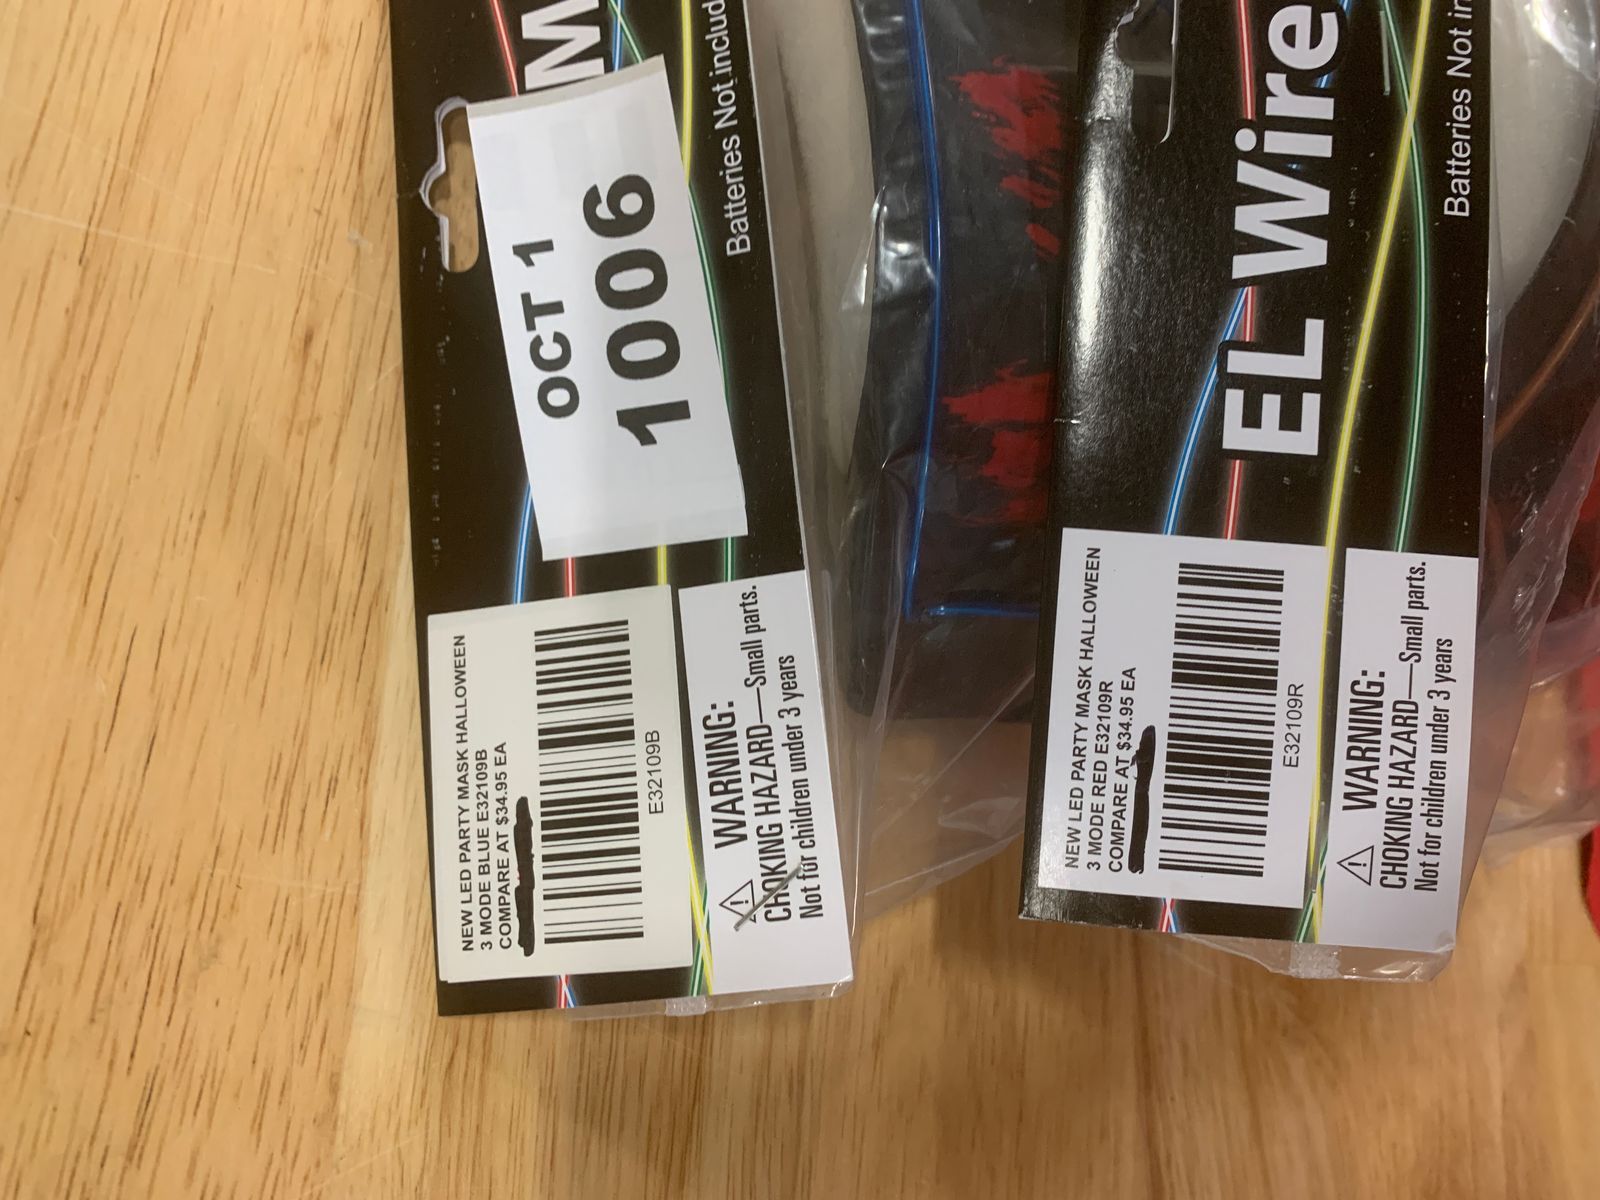 M
Batteries Not includ
OCT 1
1006
NEW LED PARTY MASK HALLOWEEN
3 MODE BLUE E32109B
COMPARE AT $34.95 EA
E32109B
WARNING:
CHOKING HAZARD—Small parts.
Not for children under 3 years
EL Wire
Batteries Not in
NEW LED PARTY MASK HALLOWEEN
3 MODE RED E32109R
COMPARE AT $34.95 EA
E32109R
WARNING:
CHOKING HAZARD—Small parts.
Not for children under 3 years